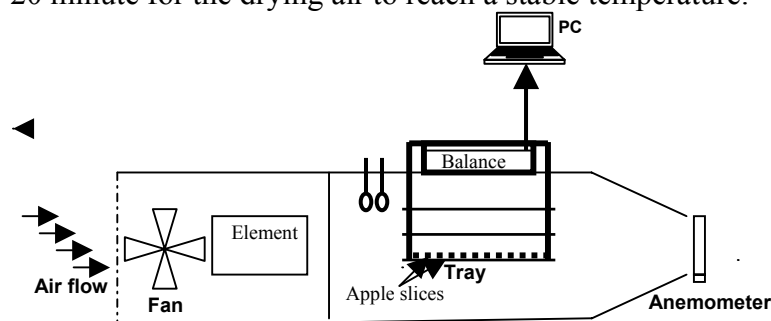 20 minute for the drying air to reach a stable temperature.
PC
Balance
Element
Air flow
Fan
Tray
Apple slices
Anemometer